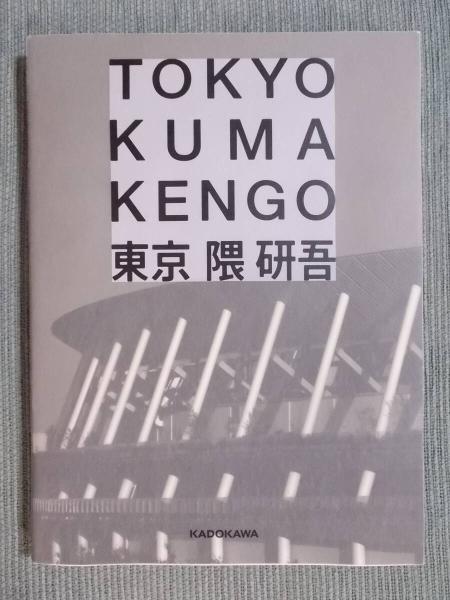 TOKYO
KUMA
KENGO
東京 隈 研吾
KADOKAWA